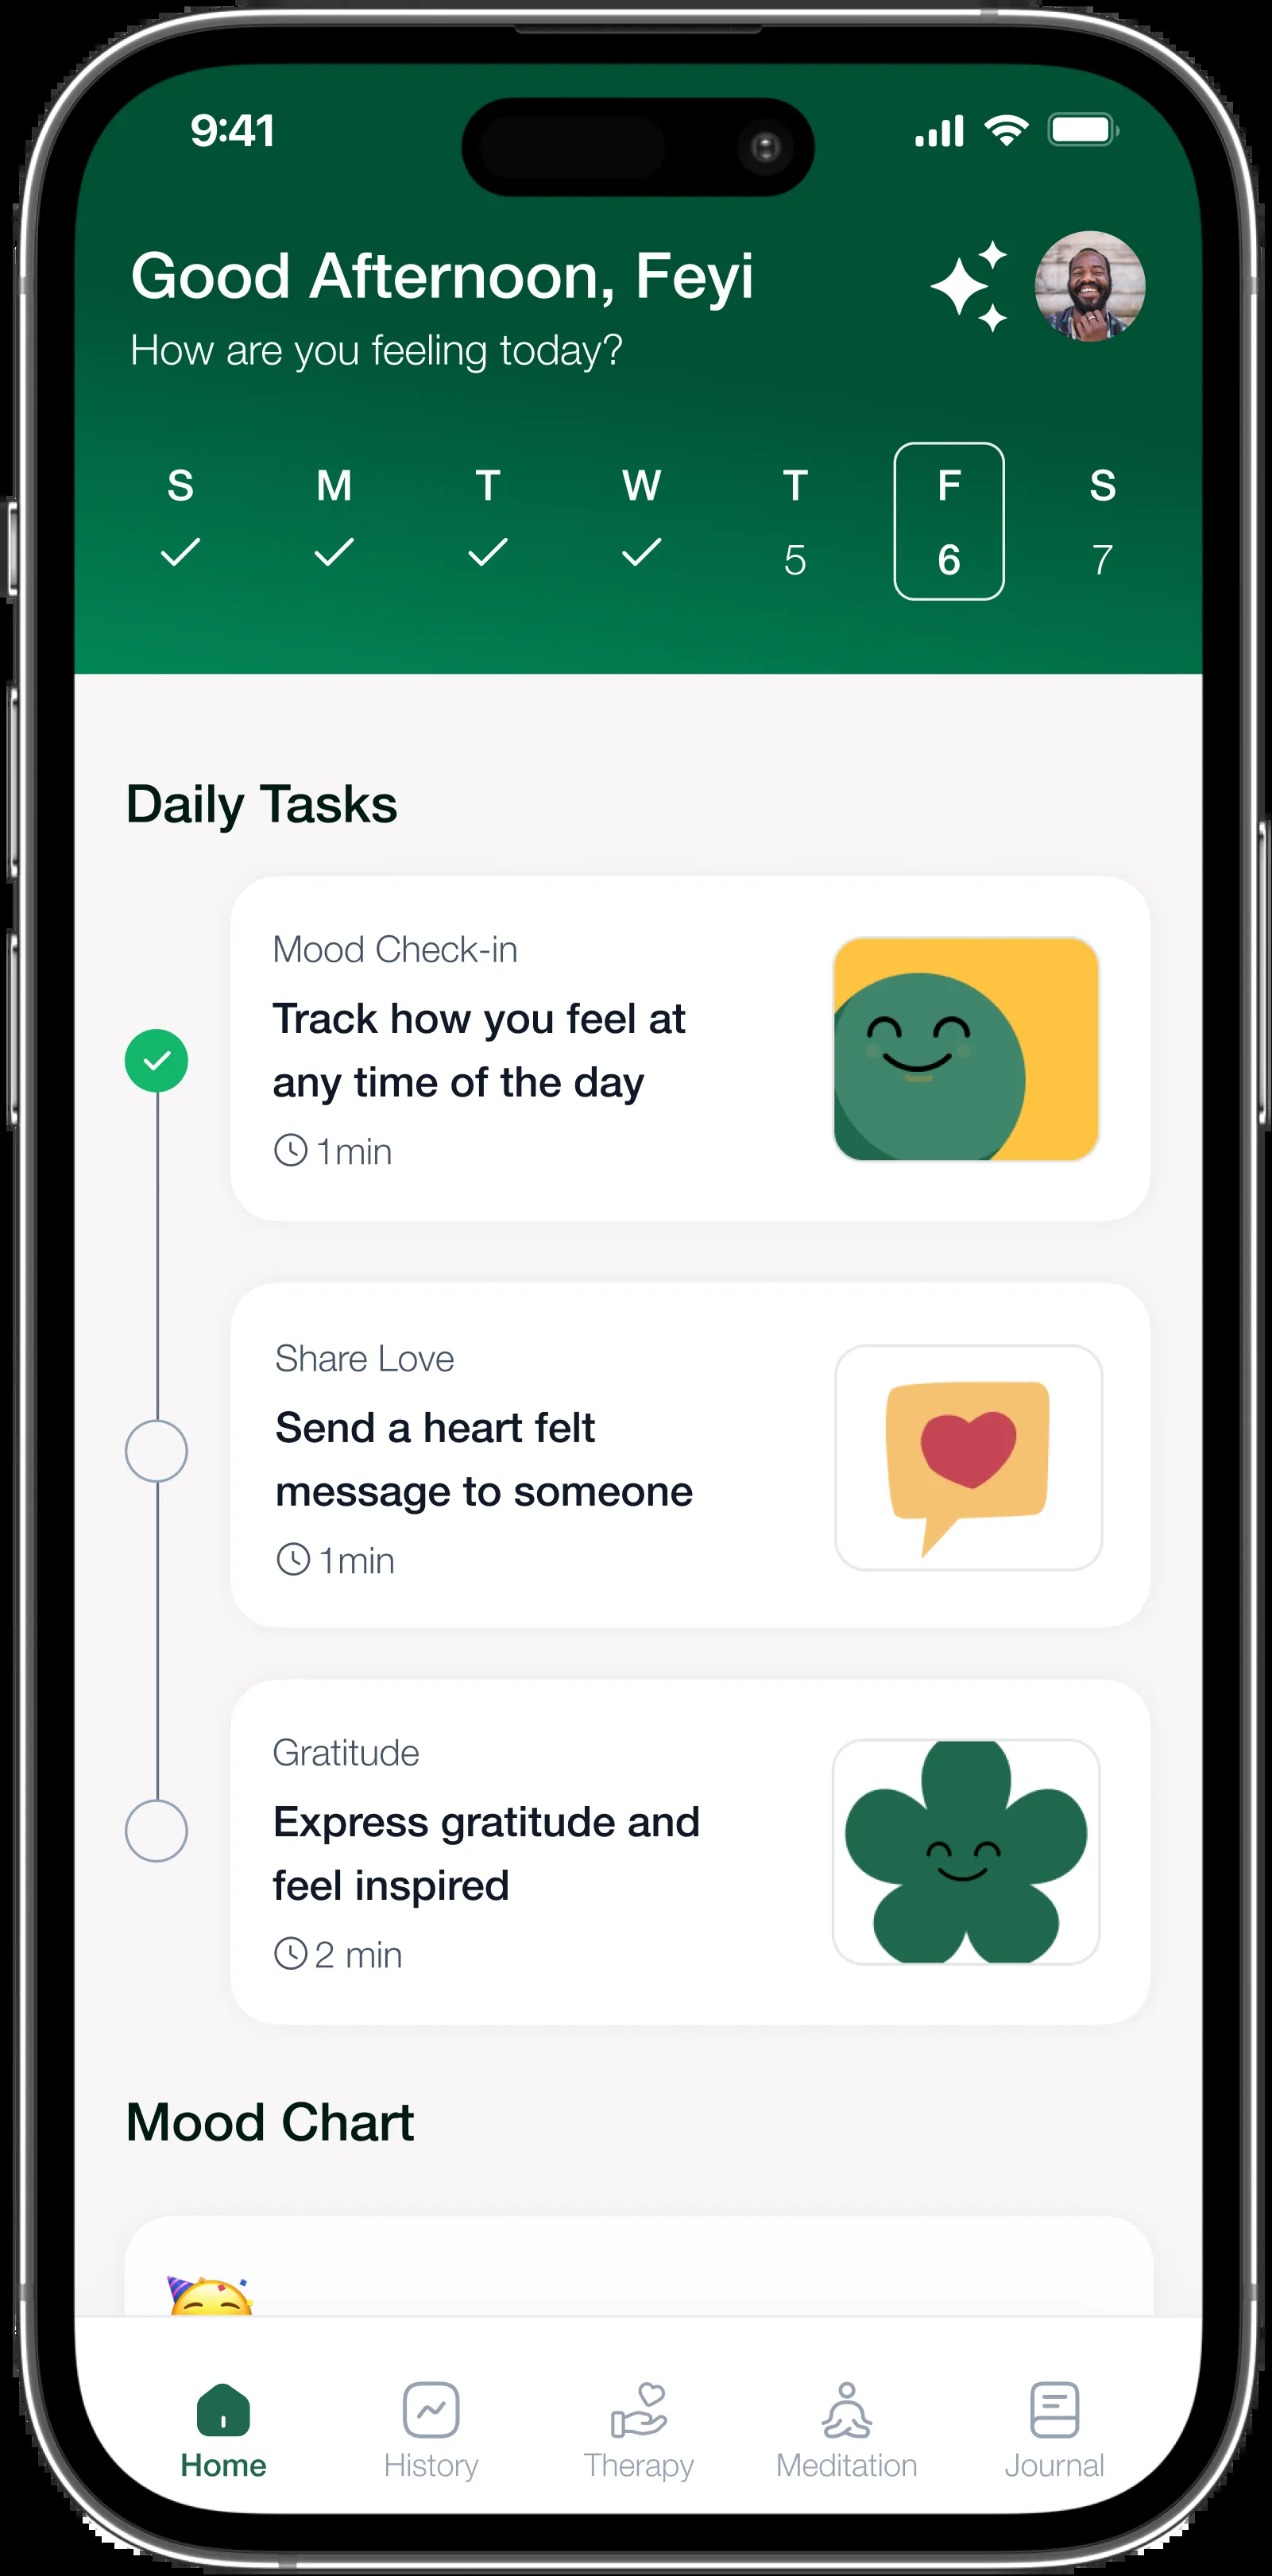 9:41
Good Afternoon, Feyi
How are you feeling today?
S M T W T F S
5 6 7
Daily Tasks
Mood Check-in
Track how you feel at
any time of the day
1min
Share Love
Send a heart felt
message to someone
1min
Gratitude
Express gratitude and
feel inspired
2 min
Mood Chart
Home History Therapy Meditation Journal